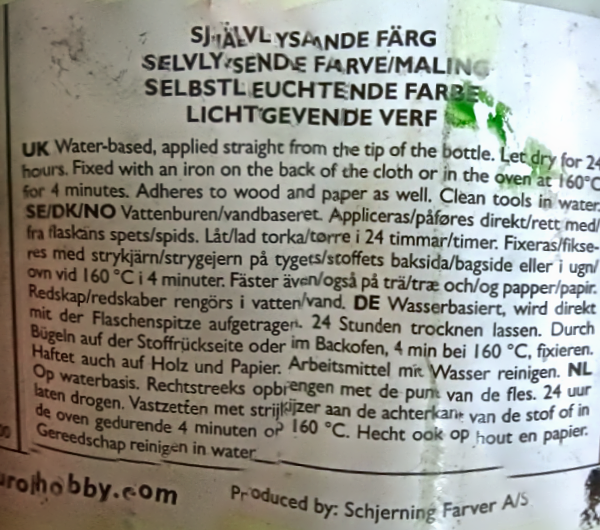 SJÄLVLYSANDE FÄRG
SELVLYSENDE FARVE/MALING
SELBSTLEUCHTENDE FARBE
LICHTGEVENDE VERF
UK Water-based, applied straight from the tip of the bottle. Let dry for 24
hours. Fixed with an iron on the back of the cloth or in the oven at 160°C
for 4 minutes. Adheres to wood and paper as well. Clean tools in water.
SE/DK/NO Vattenburen/vandbaseret. Appliceras/påføres direkt/rett med/
fra flaskans spets/spids. Låt/lad torka/tørre i 24 timmar/timer. Fixeras/fikse-
res med strykjärn/strygejern på tygets/stoffets baksida/bagside eller i ugn/
ovn vid 160 °C i 4 minuter. Fäster även/også på trä/træ och/og papper/papir.
Redskap/redskaber rengörs i vatten/vand. DE Wasserbasiert, wird direkt
mit der Flaschenspitze aufgetragen. 24 Stunden trocknen lassen. Durch
Bügeln auf der Stoffrückseite oder im Backofen, 4 min bei 160 °C, fixieren.
Haftet auch auf Holz und Papier. Arbeitsmittel mit Wasser reinigen. NL
Op waterbasis. Rechtstreeks opbrengen met de punt van de fles. 24 uur
laten drogen. Vastzetten met strijkijzer aan de achterkant van de stof of in
de oven gedurende 4 minuten op 160 °C. Hecht ook op hout en papier.
Gereedschap reinigen in water.
urohobby.com
Produced by: Schjerning Farver A/S